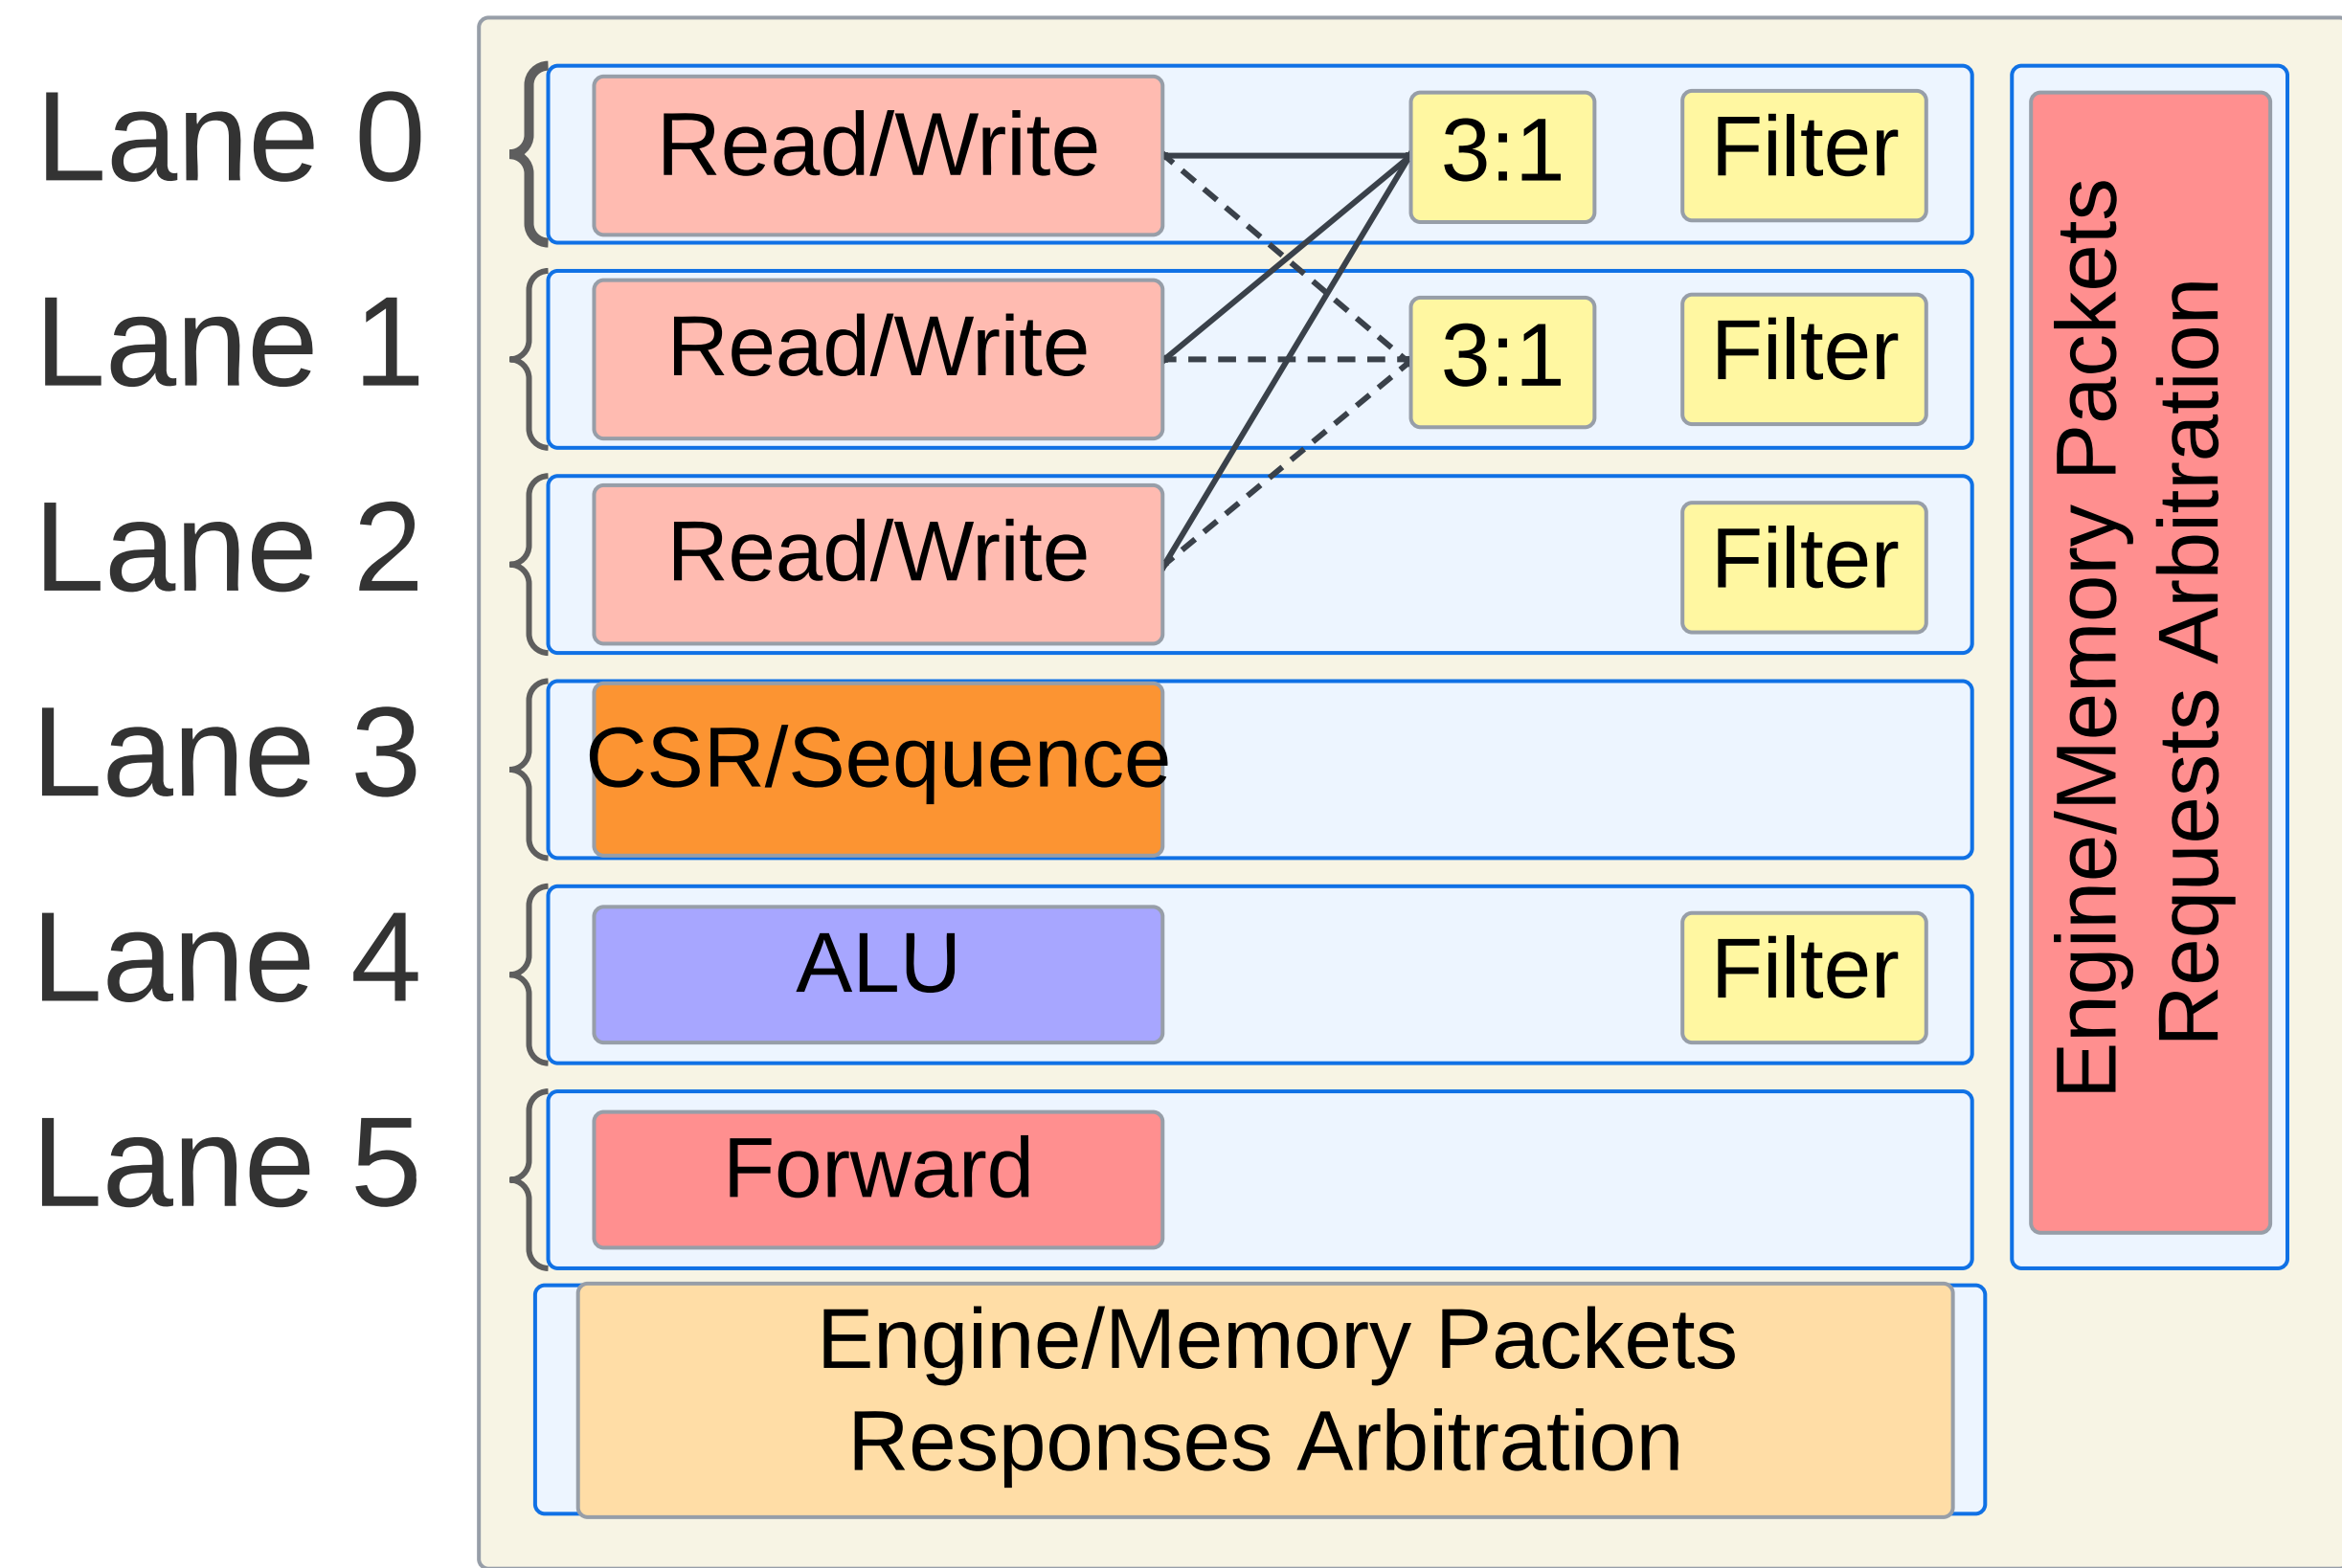 Lane 0
Read/Write
3:1
Filter
Lane 1
Read/Write
3:1
Filter
Lane 2
Read/Write
Filter
Lane 3
CSR/Sequence
Lane 4
ALU
Filter
Lane 5
Forward
Engine/Memory Packets
Requests Arbitration
Engine/Memory Packets
Responses Arbitration